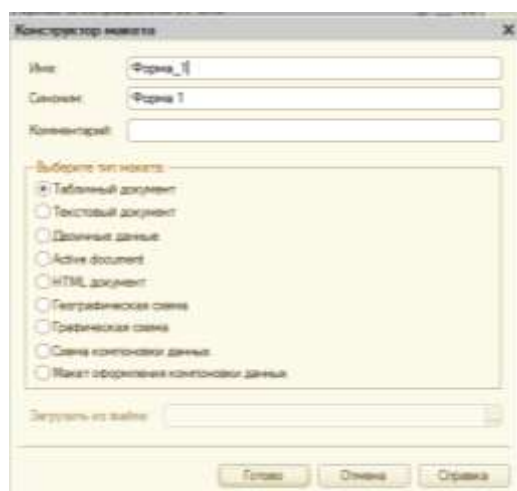 Конструктор макета
Имя: Форма_1
Синоним: Форма 1
Комментарий:
Выберите тип макета:
Табличный документ
Текстовый документ
Двоичные данные
Active document
HTML документ
Географическая схема
Графическая схема
Схема компоновки данных
Макет оформления компоновки данных
Загрузить из файла:
Готово Отмена Справка